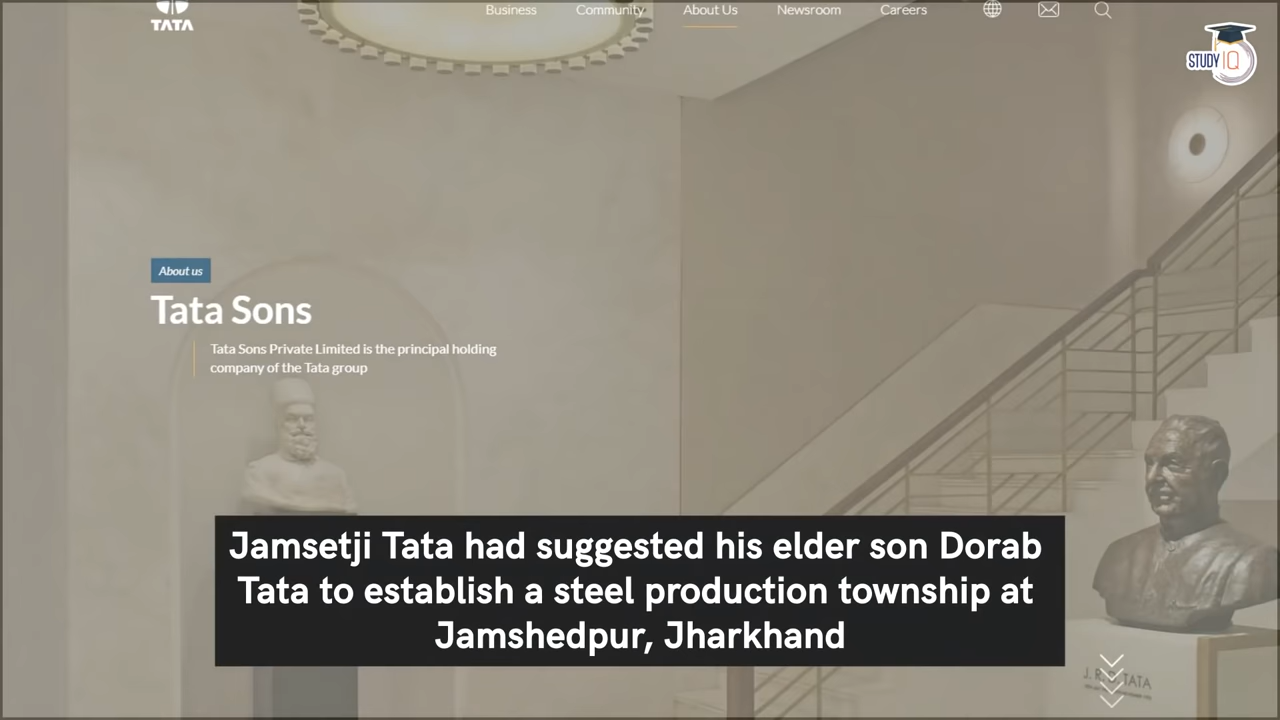 TATA
Business Community About Us Newsroom Careers
STUDY IQ
About us
Tata Sons
Tata Sons Private Limited is the principal holding
company of the Tata group
Jamsetji Tata had suggested his elder son Dorab
Tata to establish a steel production township at
Jamshedpur, Jharkhand
TATA